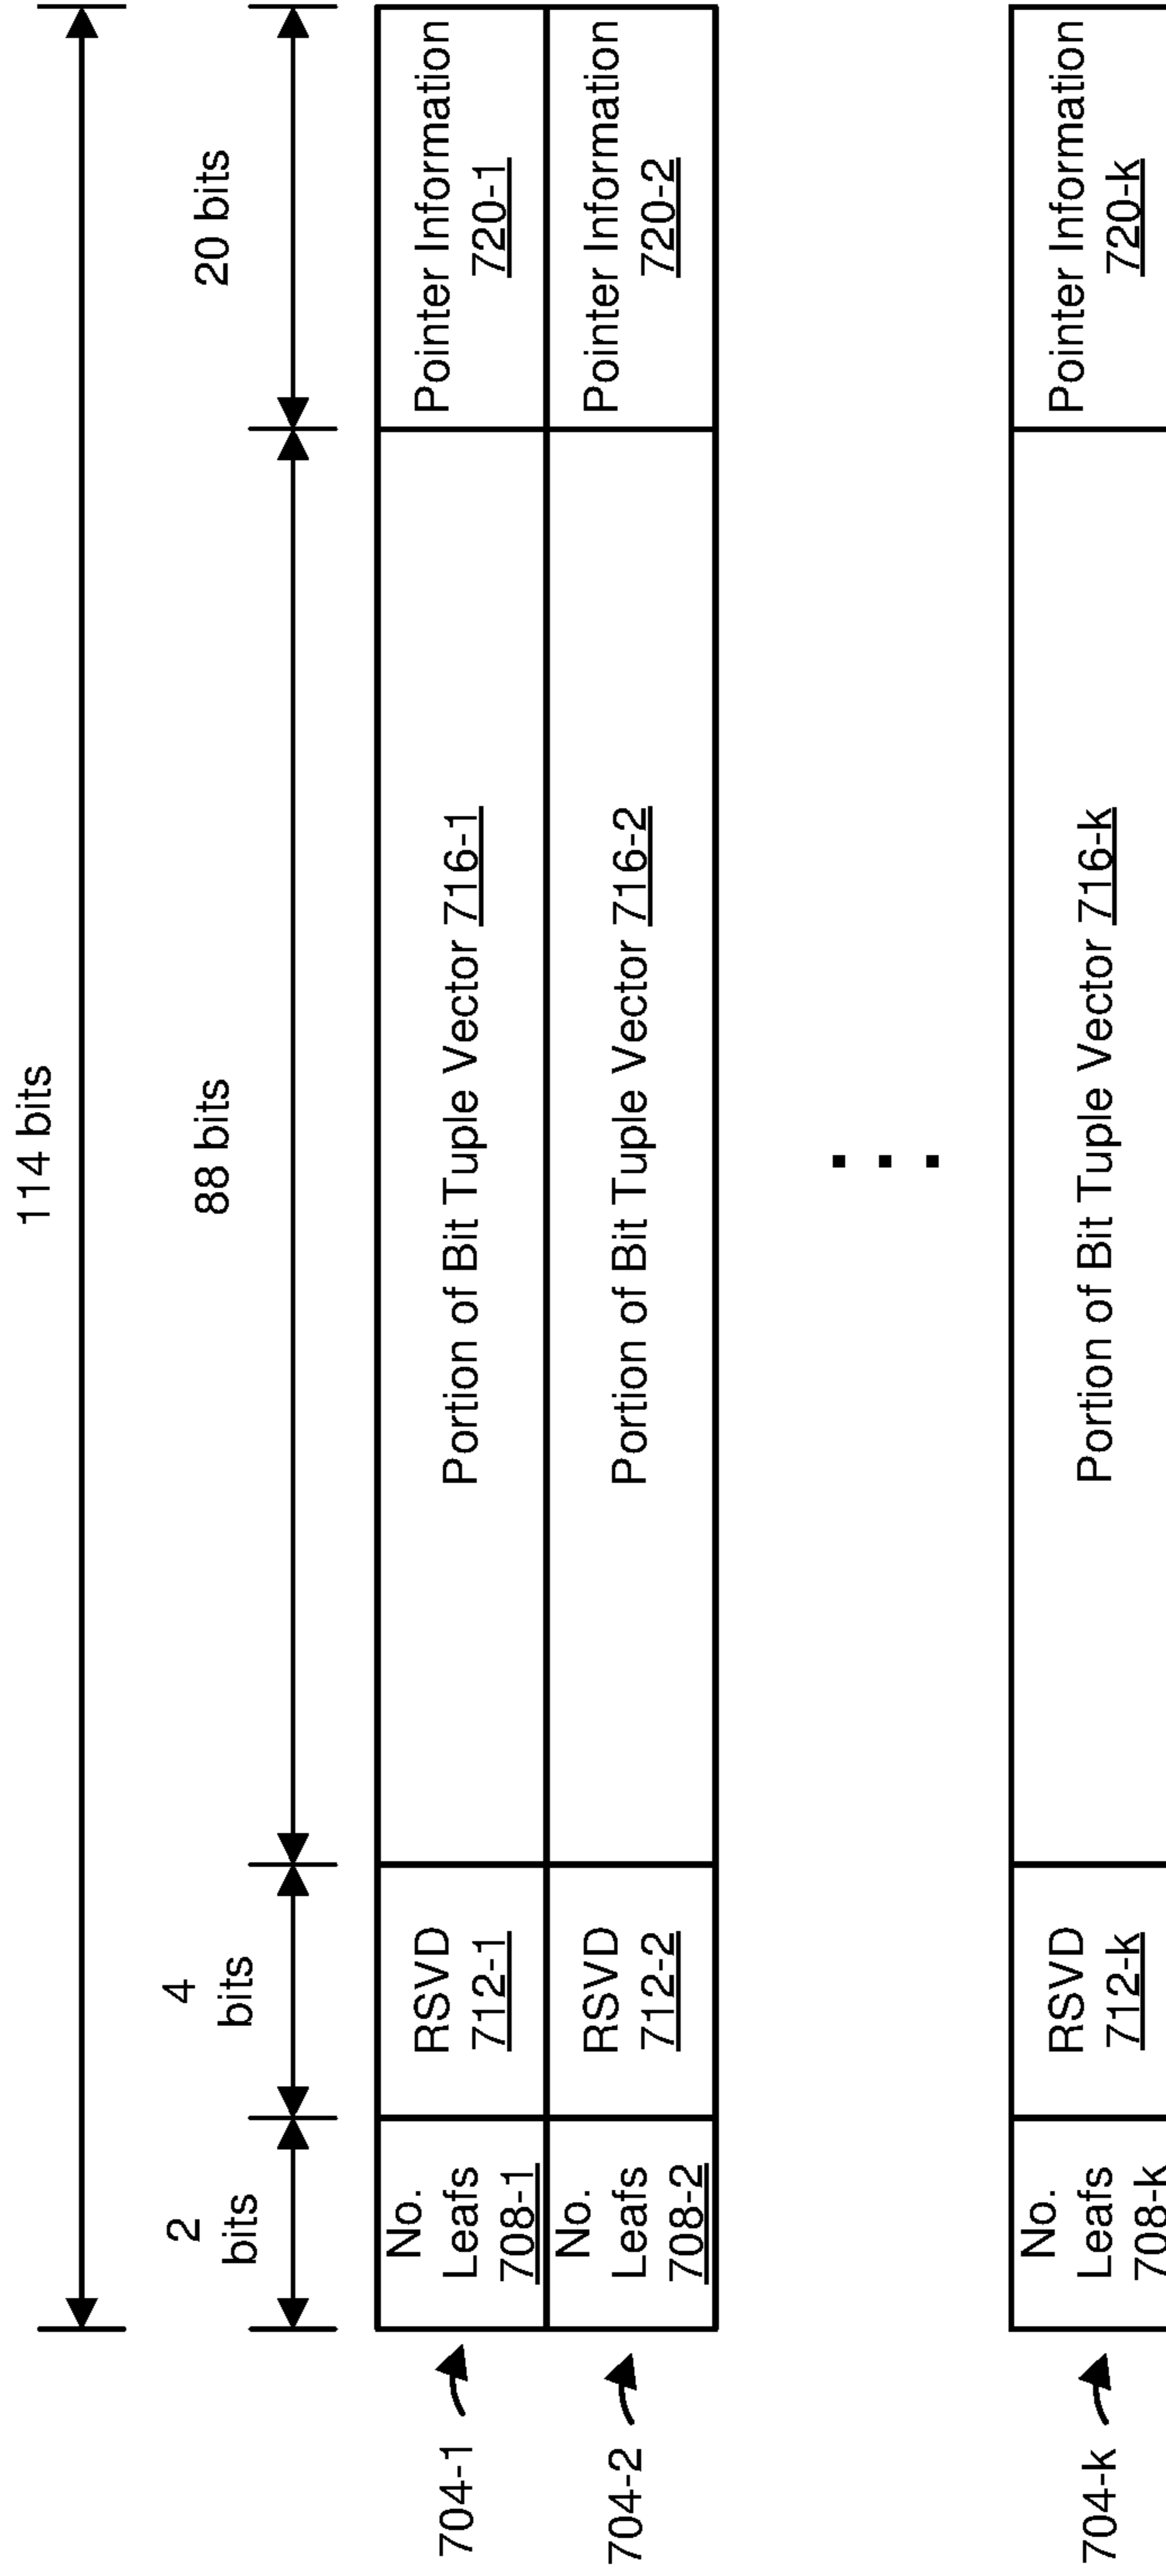 114 bits
2
bits
4
bits
88 bits
20 bits
704-1
No.
Leafs
708-1
RSVD
712-1
Portion of Bit Tuple Vector 716-1
Pointer Information
720-1
704-2
No.
Leafs
708-2
RSVD
712-2
Portion of Bit Tuple Vector 716-2
Pointer Information
720-2
704-k
No.
Leafs
708-k
RSVD
712-k
Portion of Bit Tuple Vector 716-k
Pointer Information
720-k